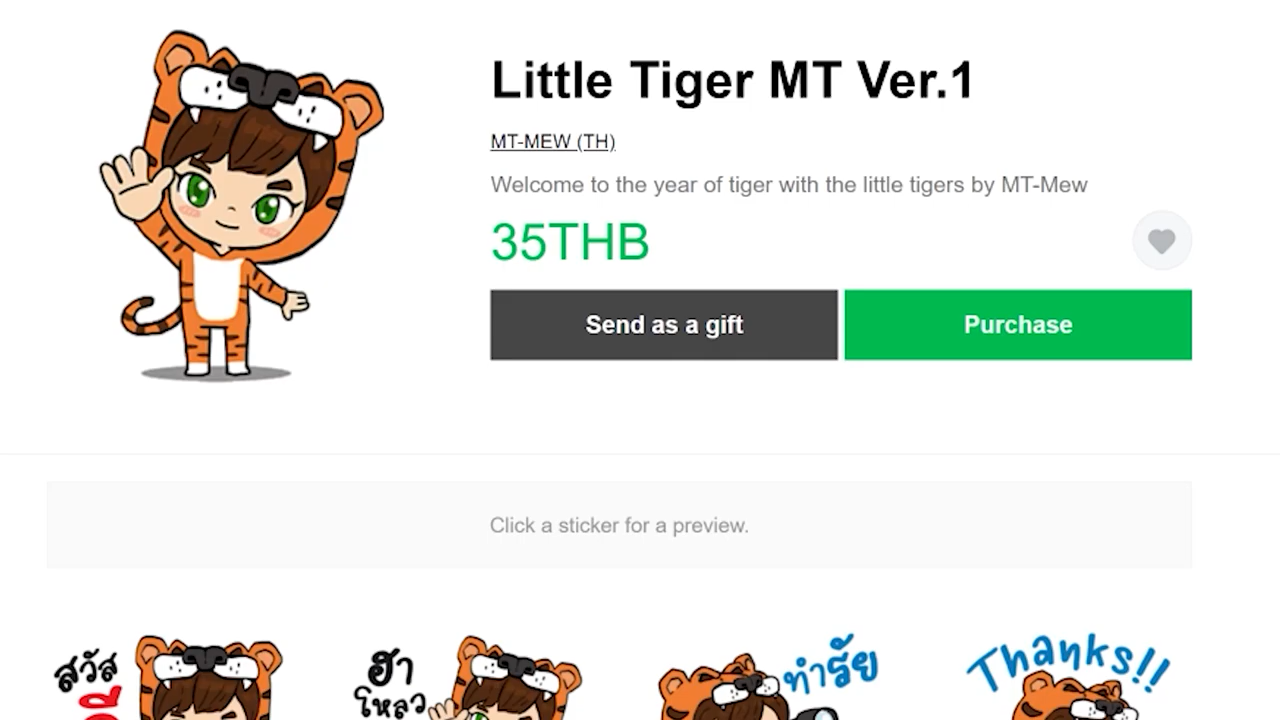 Little Tiger MT Ver.1
MT-MEW (TH)
Welcome to the year of tiger with the little tigers by MT-Mew
35THB
Send as a gift
Purchase
Click a sticker for a preview.
สวัส
ดี
ฮา
โหลว
ทำรัย
Thanks!!